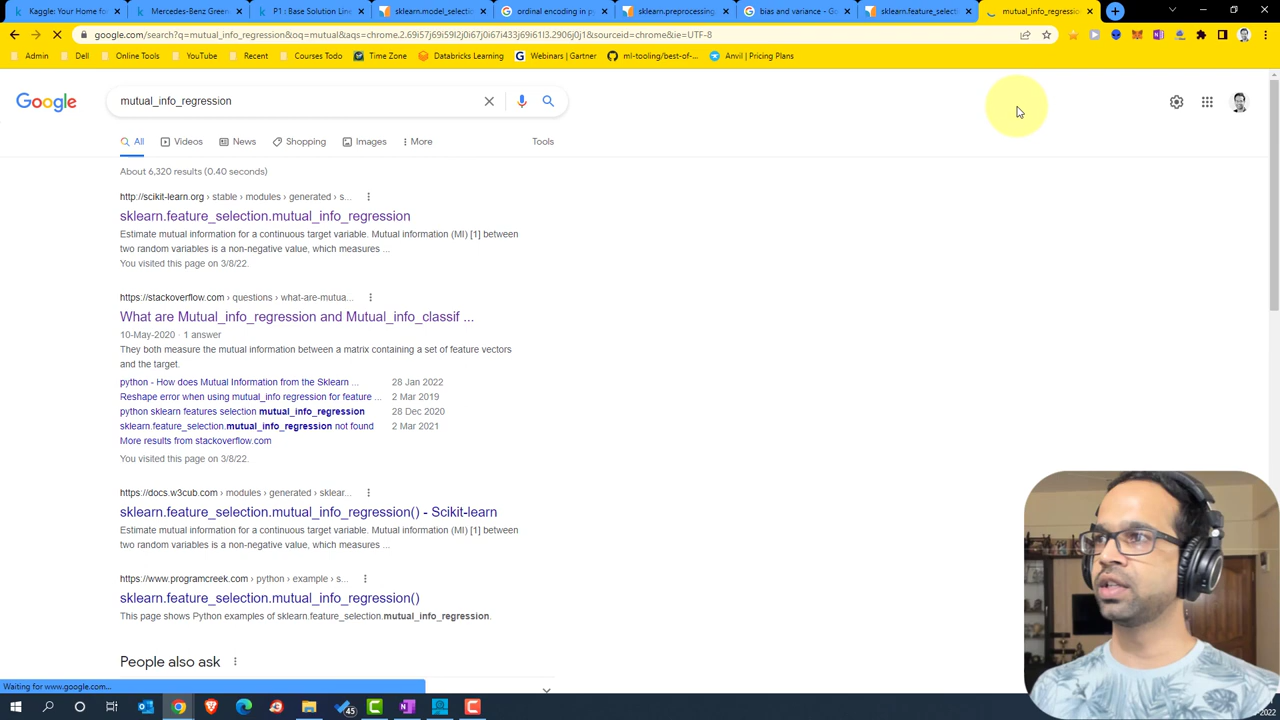 Kaggle: Your Home fo
Mercedes-Benz Green
P1 : Base Solution Line
sklearn.model_selectio
ordinal encoding in p
sklearn.preprocessing
bias and variance - Go
sklearn.feature_selecti
mutual_info_regressio
google.com/search?q=mutual_info_regression&oq=mutual&aqs=chrome.2.69i57j69i59l2j0i67j0i67j0i67i433j69i61l3.2906j0j1&sourceid=chrome&ie=UTF-8
Admin
Dell
Online Tools
YouTube
Recent
Courses Todo
Time Zone
Databricks Learning
Webinars | Gartner
ml-tooling/best-of-...
Anvil | Pricing Plans
Google
mutual_info_regression
All
Videos
News
Shopping
Images
More
Tools
About 6,320 results (0.40 seconds)
http://scikit-learn.org › stable › modules › generated › s...
sklearn.feature_selection.mutual_info_regression
Estimate mutual information for a continuous target variable. Mutual information (MI) [1] between
two random variables is a non-negative value, which measures ...
You visited this page on 3/8/22.
https://stackoverflow.com › questions › what-are-mutua...
What are Mutual_info_regression and Mutual_info_classif ...
10-May-2020 · 1 answer
They both measure the mutual information between a matrix containing a set of feature vectors
and the target.
python - How does Mutual Information from the Sklearn ... 28 Jan 2022
Reshape error when using mutual_info regression for feature ... 2 Mar 2019
python sklearn features selection mutual_info_regression 28 Dec 2020
sklearn.feature_selection.mutual_info_regression not found 2 Mar 2021
More results from stackoverflow.com
You visited this page on 3/8/22.
https://docs.w3cub.com › modules › generated › sklear...
sklearn.feature_selection.mutual_info_regression() - Scikit-learn
Estimate mutual information for a continuous target variable. Mutual information (MI) [1] between
two random variables is a non-negative value, which measures ...
https://www.programcreek.com › python › example › s...
sklearn.feature_selection.mutual_info_regression()
This page shows Python examples of sklearn.feature_selection.mutual_info_regression.
People also ask
Waiting for www.google.com...
45
-2022